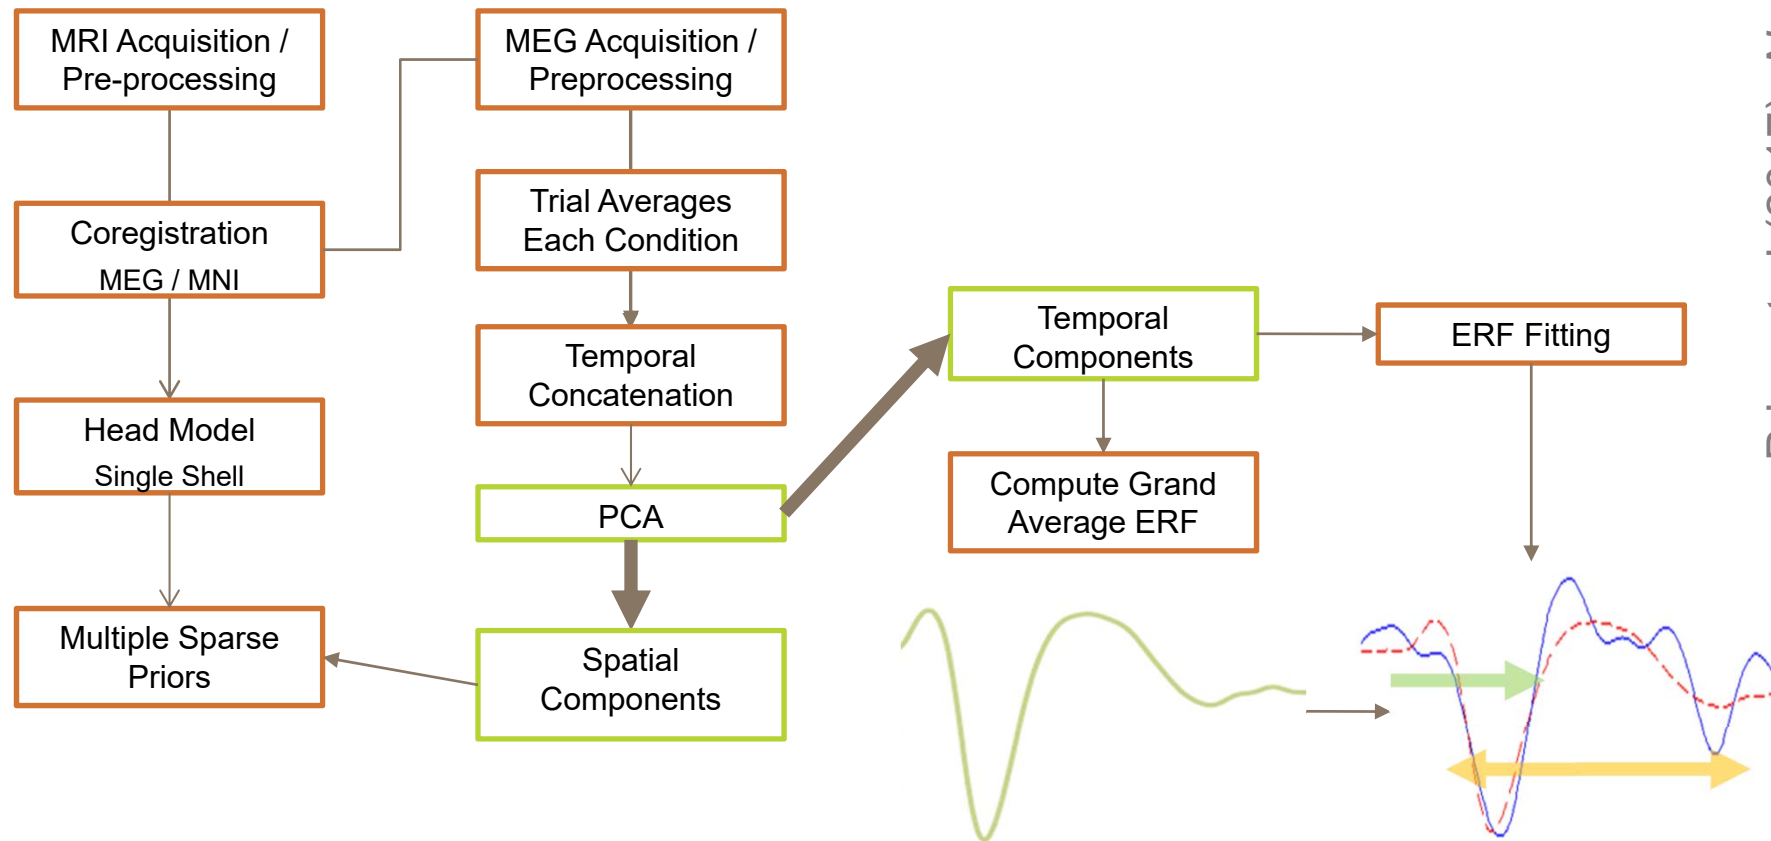 MRI Acquisition /
Pre-processing
MEG Acquisition /
Preprocessing
Coregistration
MEG / MNI
Trial Averages
Each Condition
Temporal
Concatenation
Head Model
Single Shell
PCA
Multiple Sparse
Priors
Spatial
Components
Temporal
Components
ERF Fitting
Compute Grand
Average ERF